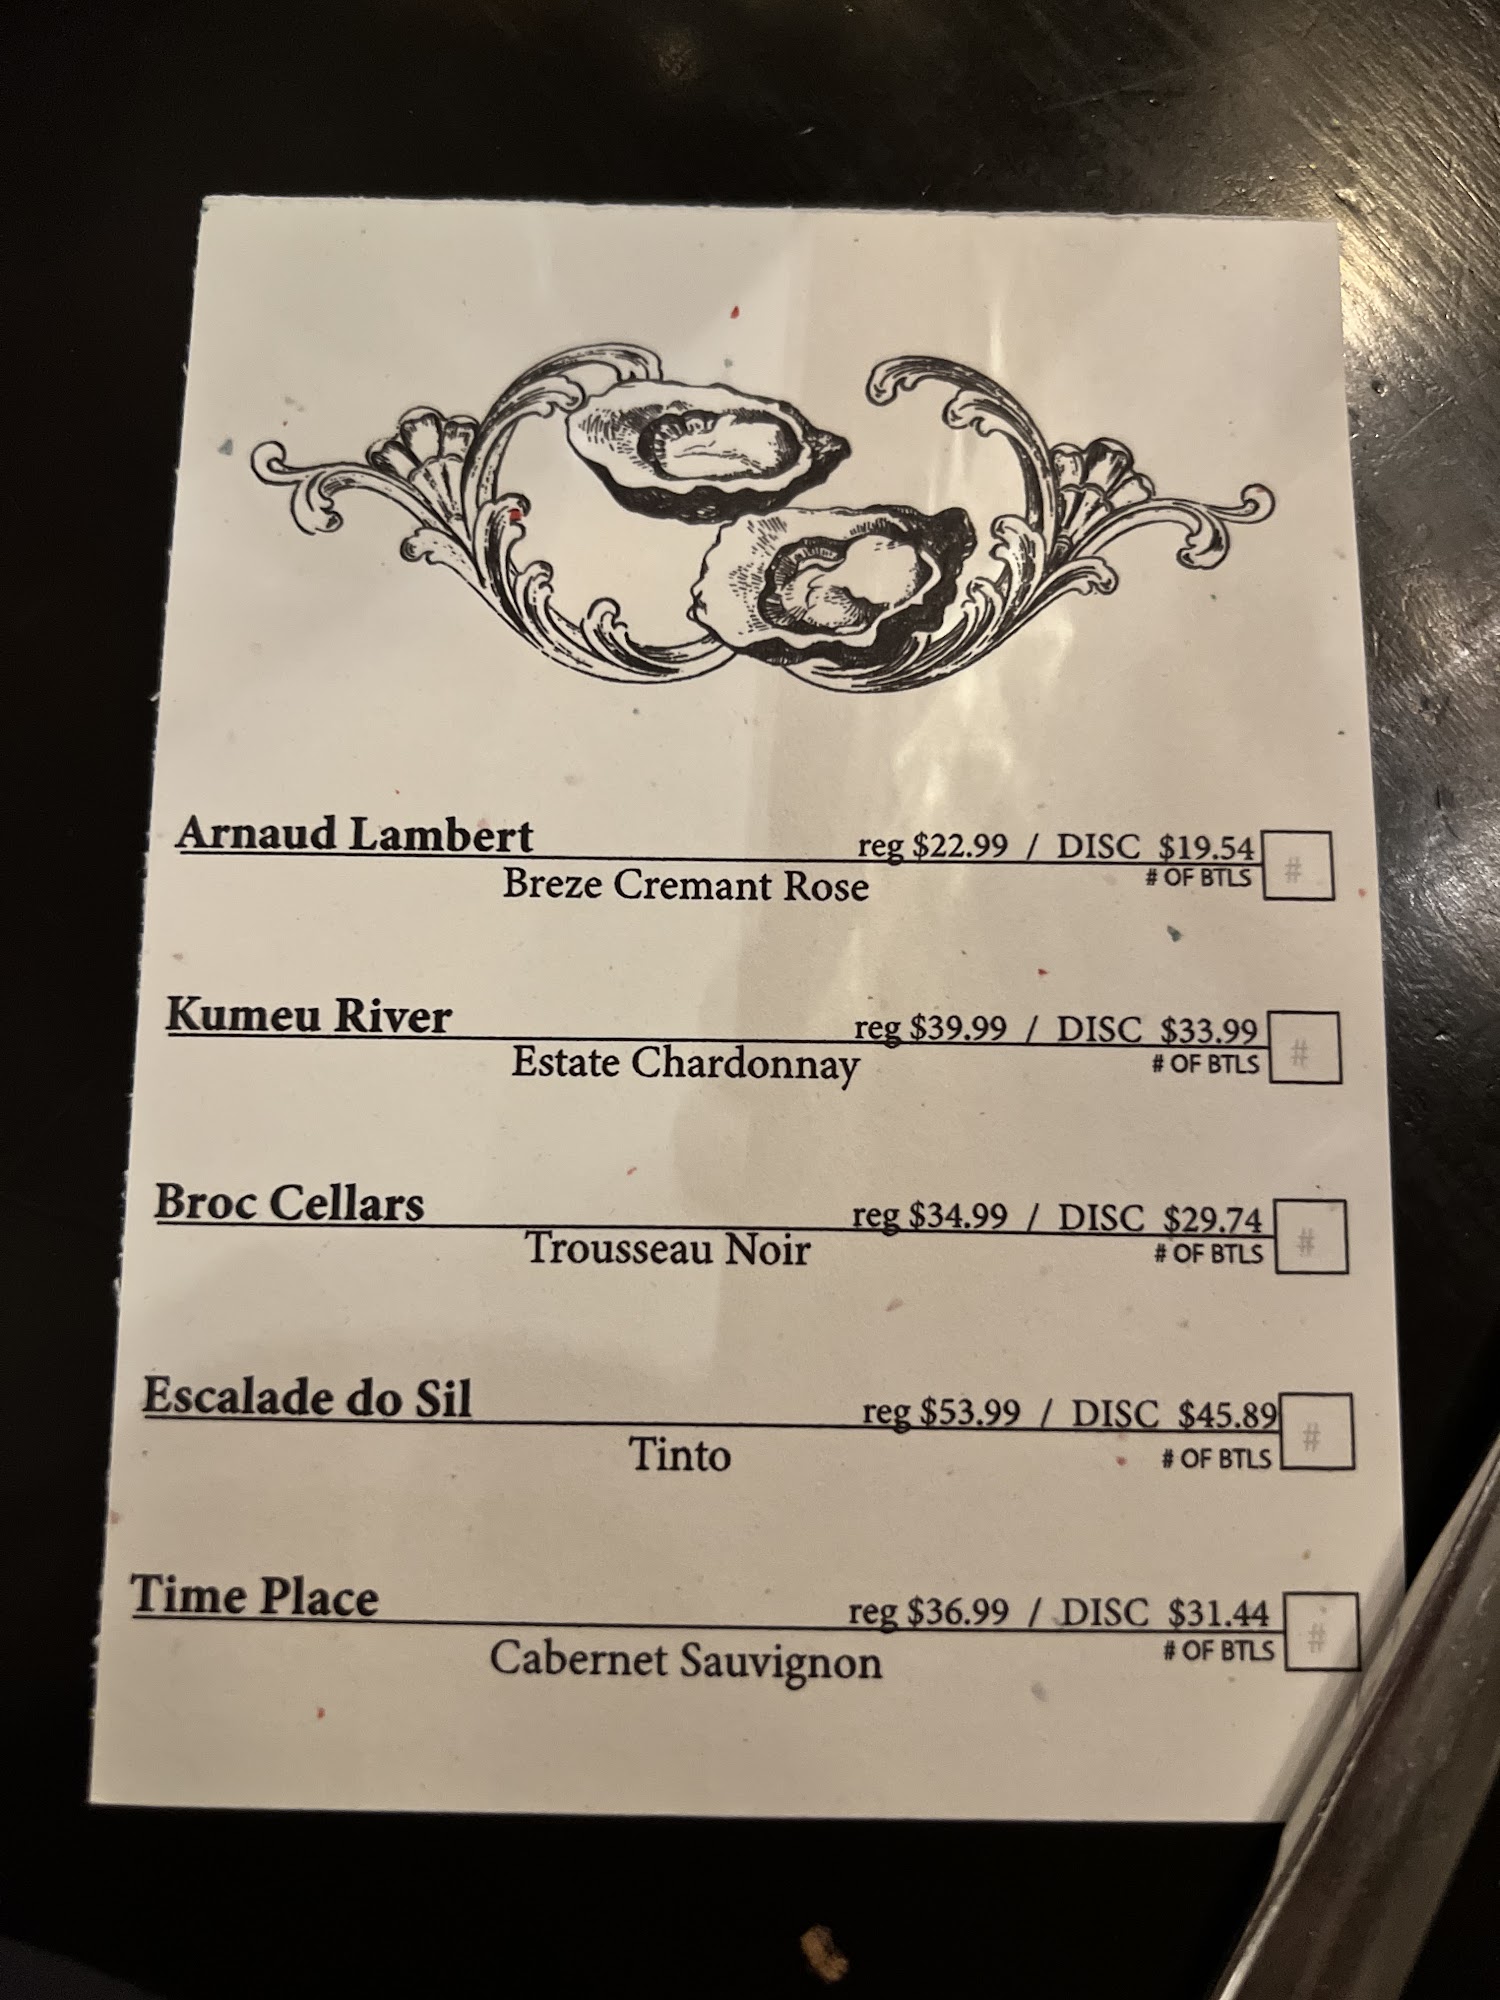 Arnaud Lambert reg $22.99 / DISC $19.54 #
Breze Cremant Rose # OF BTLS
Kumeu River reg $39.99 / DISC $33.99 #
Estate Chardonnay # OF BTLS
Broc Cellars reg $34.99 / DISC $29.74 #
Trousseau Noir # OF BTLS
Escalade do Sil reg $53.99 / DISC $45.89 #
Tinto # OF BTLS
Time Place reg $36.99 / DISC $31.44 #
Cabernet Sauvignon # OF BTLS